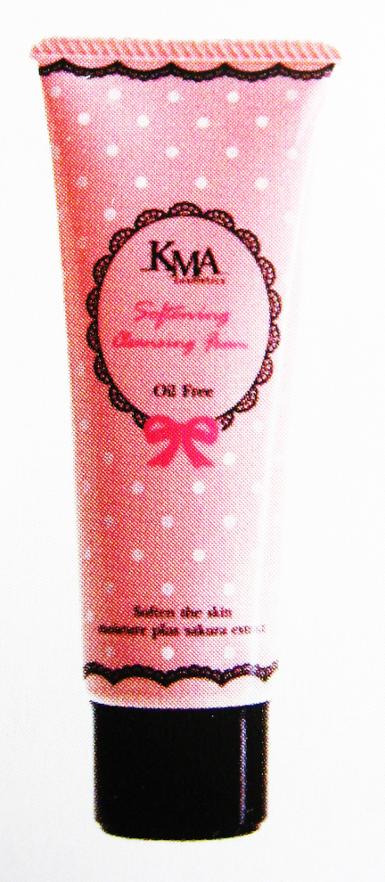 KMA
cosmetics
Softening
Cleansing Foam
Oil Free
Soften the skin
moisture plus sakura extract